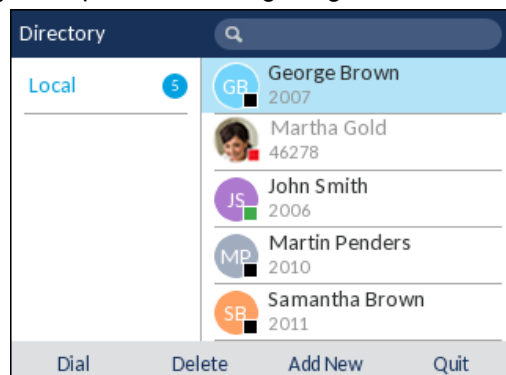 Directory
Local 5
GB George Brown
2007
Martha Gold
46278
JS John Smith
2006
MP Martin Penders
2010
SB Samantha Brown
2011
Dial Delete Add New Quit